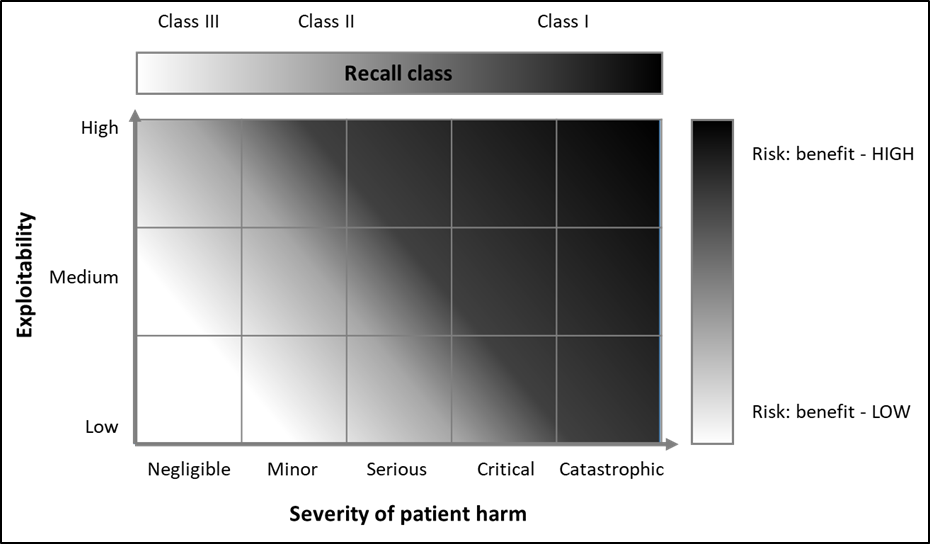 Class III
Class II
Class I
Recall class
High
Medium
Low
Exploitability
Risk: benefit - HIGH
Risk: benefit - LOW
Negligible
Minor
Serious
Critical
Catastrophic
Severity of patient harm